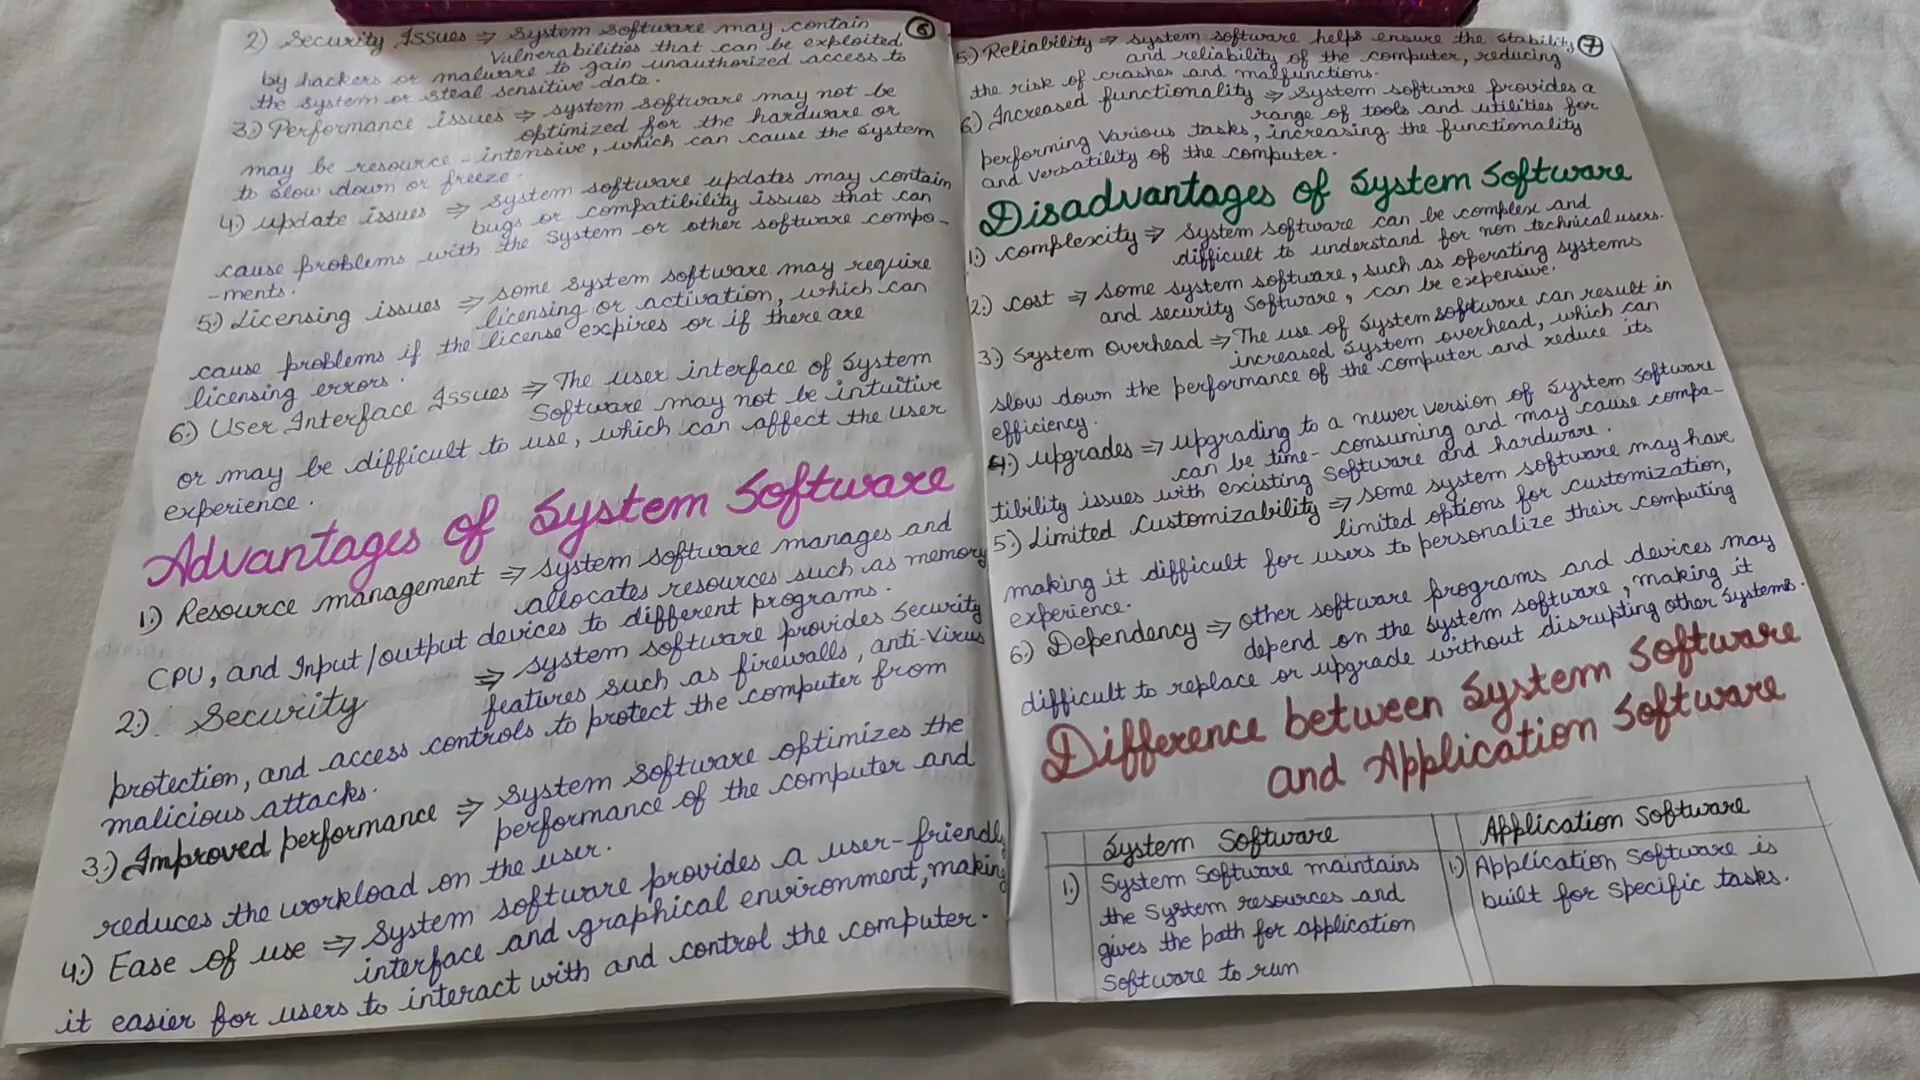 6
2) Security Issues ⇒ System Software may contain
Vulnerabilities that can be exploited
by hackers or malware to gain unauthorized access to
the system or steal sensitive data.
3.) Performance issues ⇒ system software may not be
optimized for the hardware or
may be resource-intensive, which can cause the system
to slow down or freeze.
4.) update issues ⇒ system software updates may contain
bugs or compatibility issues that can
cause problems with the System or other software compo-
-ments.
5.) Licensing issues ⇒ some system software may require
licensing or activation, which can
cause problems if the license expires or if there are
licensing errors.
6.) User Interface Issues ⇒ The user interface of System
Software may not be intuitive
or may be difficult to use, which can affect the user
experience.
Advantages of System Software
1.) Resource management ⇒ system software manages and
allocates resources such as memory
CPU, and Input/output devices to different programs.
2.) Security ⇒ system software provides security
features such as firewalls, anti-virus
protection, and access controls to protect the computer from
malicious attacks.
3.) Improved performance ⇒ System Software optimizes the
performance of the computer and
reduces the workload on the user.
4.) Ease of use ⇒ System software provides a user-friendly
interface and graphical environment, making
it easier for users to interact with and control the computer.
7
5.) Reliability ⇒ system software helps ensure the stability
and reliability of the computer, reducing
the risk of crashes and malfunctions.
6.) Increased functionality ⇒ System software provides a
range of tools and utilities for
performing various tasks, increasing the functionality
and versatility of the computer.
Disadvantages of System Software
1.) complexity ⇒ system software can be complex and
difficult to understand for non technical users.
2.) cost ⇒ some system software, such as operating systems
and security Software, can be expensive.
3.) System Overhead ⇒ The use of System software can result in
increased system overhead, which can
slow down the performance of the computer and reduce its
efficiency.
4.) Upgrades ⇒ upgrading to a newer version of System software
can be time-consuming and may cause compa-
tibility issues with existing software and hardware.
5.) Limited Customizability ⇒ some system software may have
limited options for customization,
making it difficult for users to personalize their computing
experience.
6.) Dependency ⇒ other software programs and devices may
depend on the system software, making it
difficult to replace or upgrade without disrupting other systems.
Difference between System Software
and Application Software
System Software Application Software
1.) System Software maintains
the System resources and
gives the path for application
Software to run
1.) Application Software is
built for specific tasks.